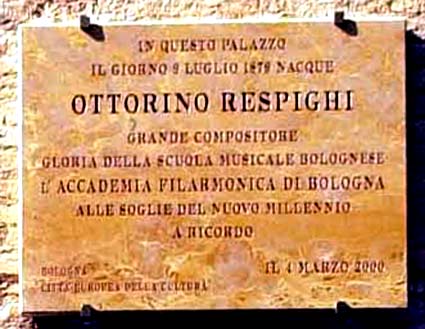 IN QUESTO PALAZZO
IL GIORNO 9 LUGLIO 1879 NACQUE
OTTORINO RESPIGHI
GRANDE COMPOSITORE
GLORIA DELLA SCUOLA MUSICALE BOLOGNESE
L'ACCADEMIA FILARMONICA DI BOLOGNA
ALLE SOGLIE DEL NUOVO MILLENNIO
A RICORDO
BOLOGNA IL 4 MARZO 2000
CITTÀ EUROPEA DELLA CULTURA